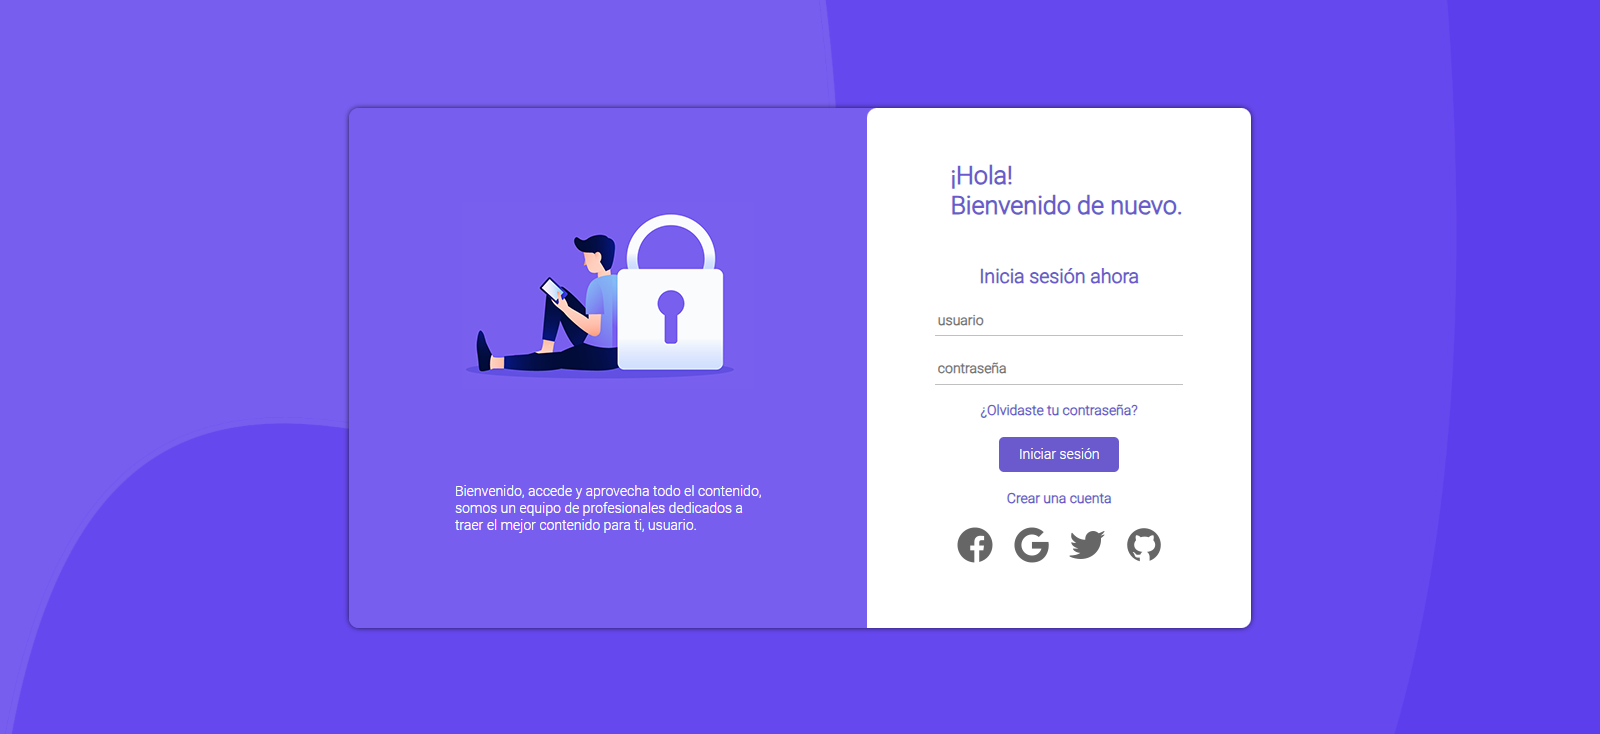 Bienvenido, accede y aprovecha todo el contenido,
somos un equipo de profesionales dedicados a
traer el mejor contenido para ti, usuario.
¡Hola!
Bienvenido de nuevo.
Inicia sesión ahora
usuario
contraseña
¿Olvidaste tu contraseña?
Iniciar sesión
Crear una cuenta